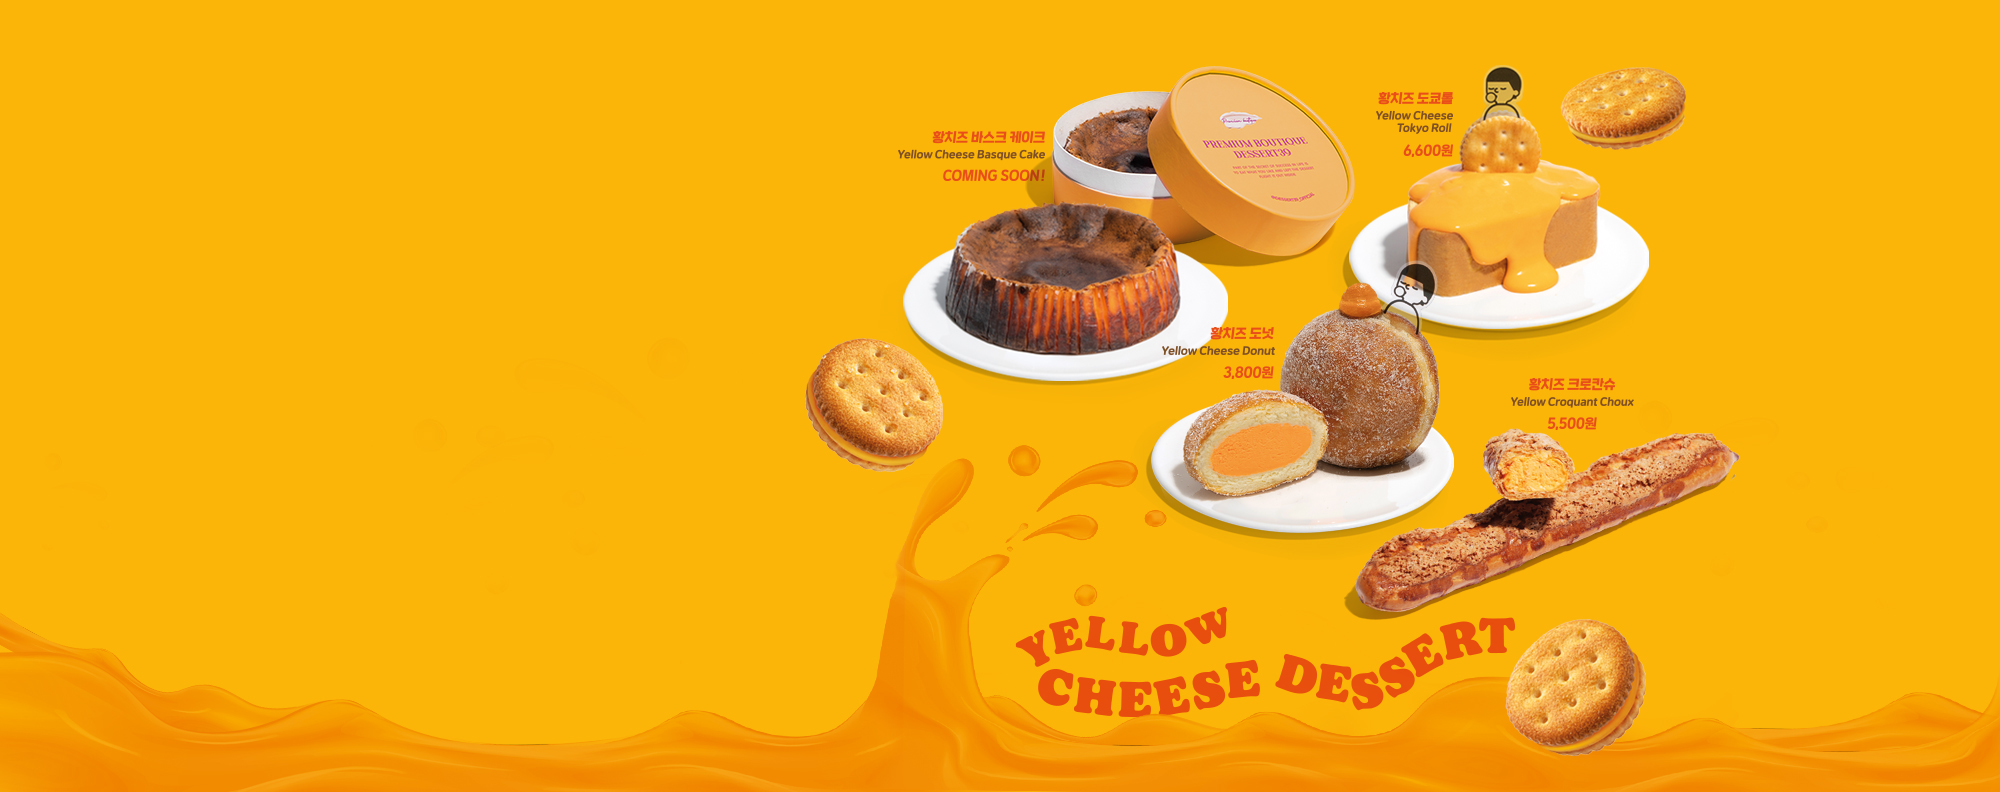 황치즈 바스크 케이크
Yellow Cheese Basque Cake
COMING SOON!
PREMIUM BOUTIQUE
DESSERT39
황치즈 도쿄롤
Yellow Cheese
Tokyo Roll
6,600원
황치즈 도넛
Yellow Cheese Donut
3,800원
황치즈 크로칸슈
Yellow Croquant Choux
5,500원
YELLOW
CHEESE DESSERT